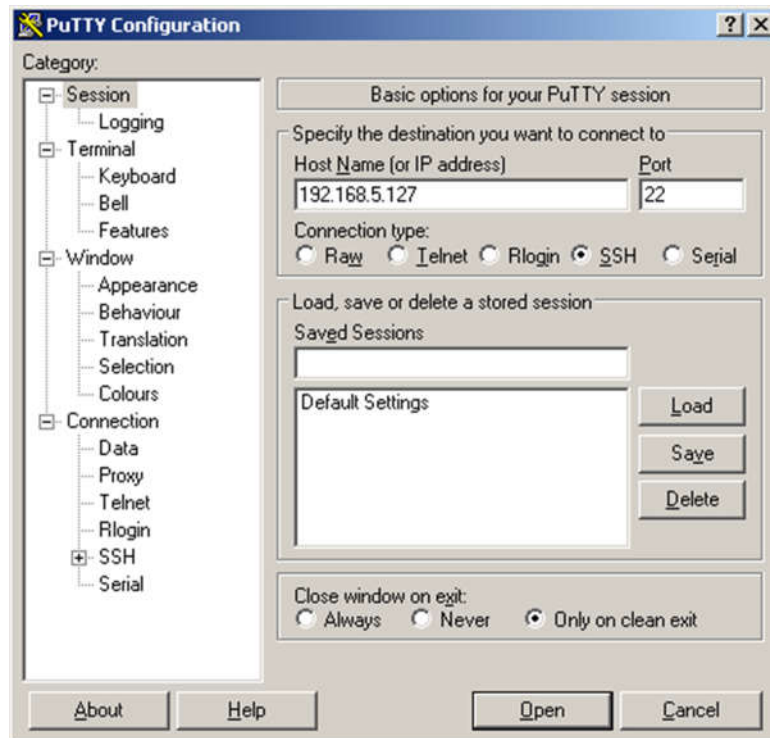 PuTTY Configuration
Category:
Session
Logging
Terminal
Keyboard
Bell
Features
Window
Appearance
Behaviour
Translation
Selection
Colours
Connection
Data
Proxy
Telnet
Rlogin
SSH
Serial
Basic options for your PuTTY session
Specify the destination you want to connect to
Host Name (or IP address) Port
192.168.5.127 22
Connection type:
Raw Telnet Rlogin SSH Serial
Load, save or delete a stored session
Saved Sessions
Default Settings
Load
Save
Delete
Close window on exit:
Always Never Only on clean exit
About Help Open Cancel